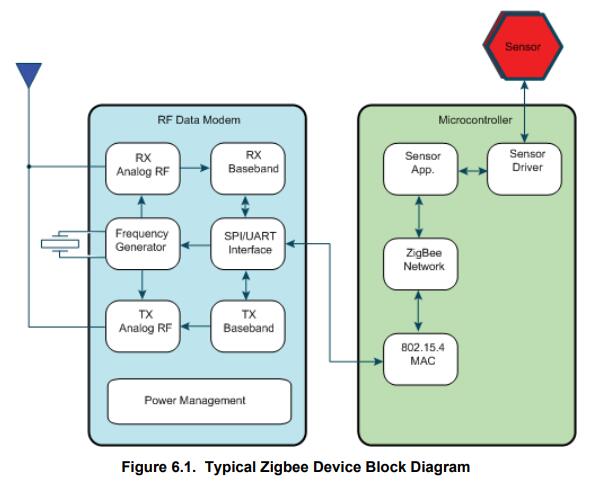 Sensor
RF Data Modem
RX
Analog RF
RX
Baseband
Frequency
Generator
SPI/UART
Interface
TX
Analog RF
TX
Baseband
Power Management
Microcontroller
Sensor
App.
Sensor
Driver
ZigBee
Network
802.15.4
MAC
Figure 6.1. Typical Zigbee Device Block Diagram